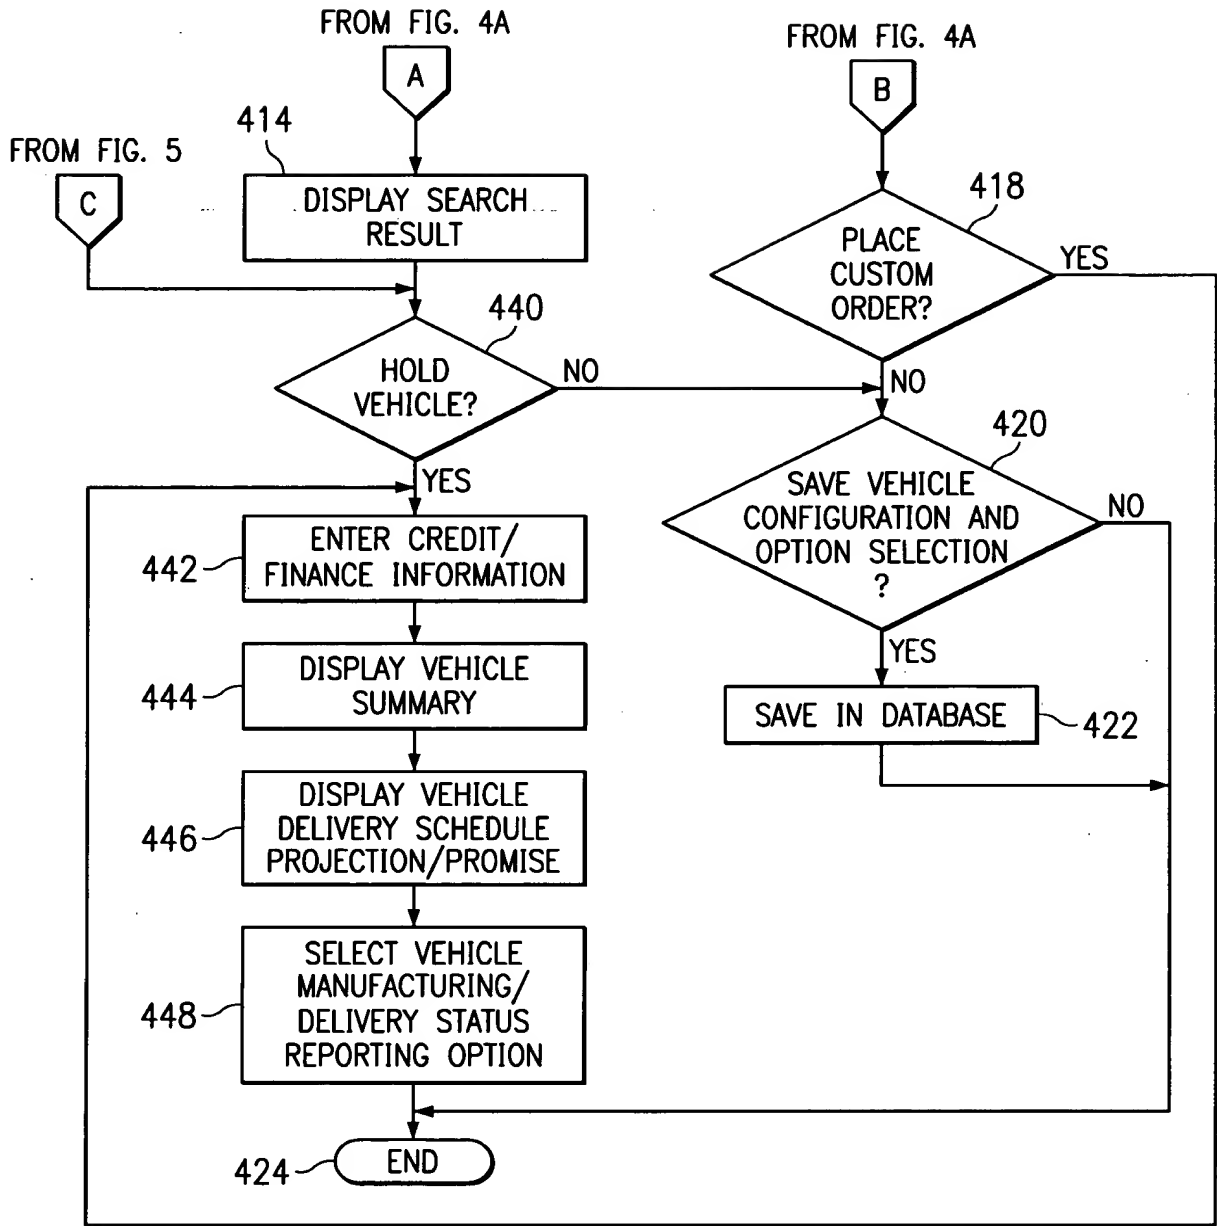 FROM FIG. 4A
A
FROM FIG. 4A
B
FROM FIG. 5
C
414
DISPLAY SEARCH
RESULT
418
PLACE
CUSTOM
ORDER?
YES
NO
440
HOLD
VEHICLE?
NO
YES
420
SAVE VEHICLE
CONFIGURATION AND
OPTION SELECTION
?
NO
YES
442
ENTER CREDIT/
FINANCE INFORMATION
444
DISPLAY VEHICLE
SUMMARY
SAVE IN DATABASE
422
446
DISPLAY VEHICLE
DELIVERY SCHEDULE
PROJECTION/PROMISE
448
SELECT VEHICLE
MANUFACTURING/
DELIVERY STATUS
REPORTING OPTION
424
END